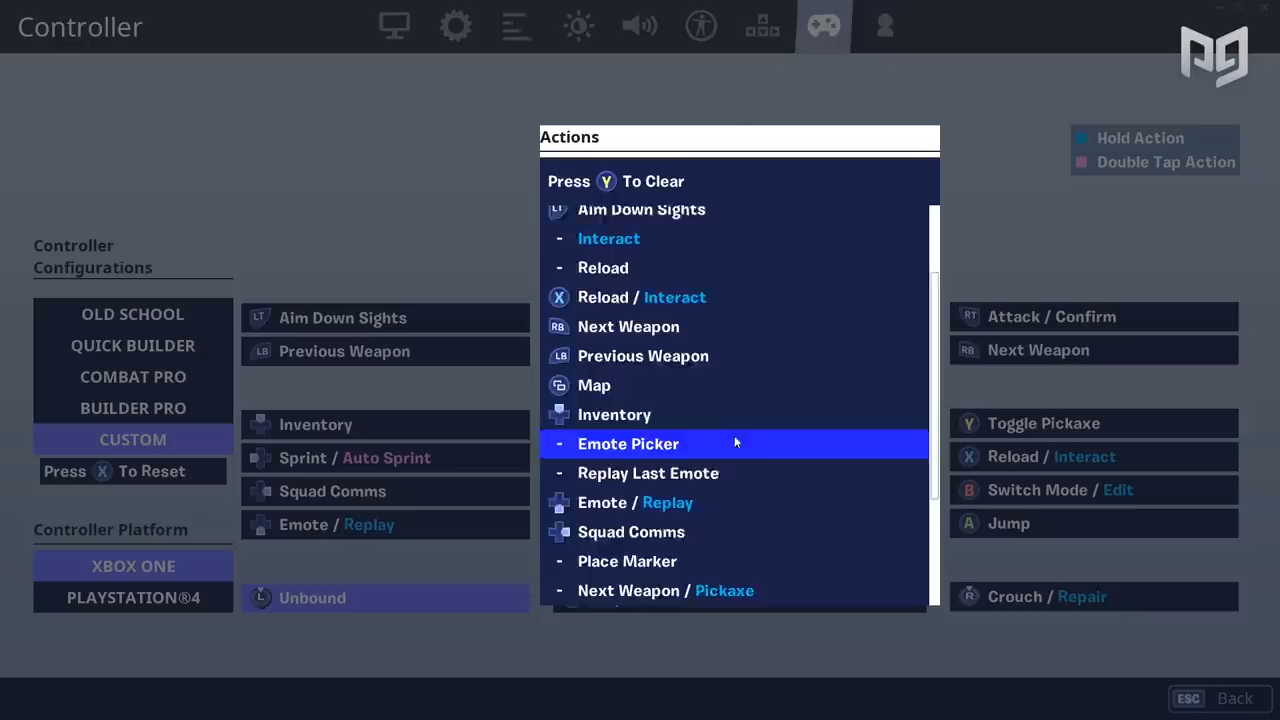 Controller
PG
Hold Action
Double Tap Action
Actions
Press Y To Clear
LT Aim Down Sights
- Interact
- Reload
X Reload / Interact
RB Next Weapon
LB Previous Weapon
Map
Inventory
- Emote Picker
- Replay Last Emote
Emote / Replay
Squad Comms
- Place Marker
- Next Weapon / Pickaxe
Controller
Configurations
OLD SCHOOL
QUICK BUILDER
COMBAT PRO
BUILDER PRO
CUSTOM
Press X To Reset
Controller Platform
XBOX ONE
PLAYSTATION®4
LT Aim Down Sights
LB Previous Weapon
Inventory
Sprint / Auto Sprint
Squad Comms
Emote / Replay
L Unbound
RT Attack / Confirm
RB Next Weapon
Y Toggle Pickaxe
X Reload / Interact
B Switch Mode / Edit
A Jump
R Crouch / Repair
ESC Back